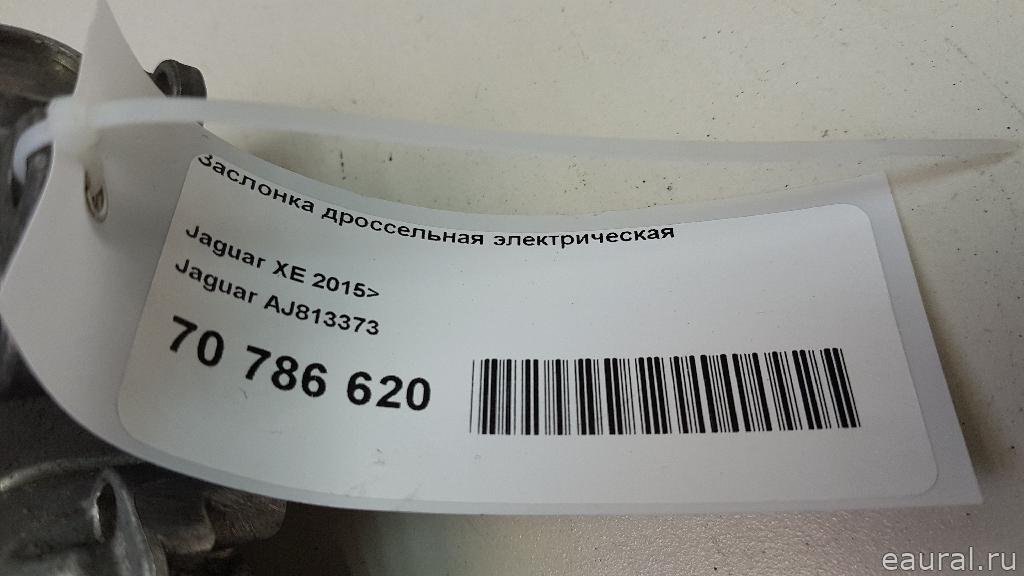 Заслонка дроссельная электрическая
Jaguar XE 2015>
Jaguar AJ813373
70 786 620
eaural.ru